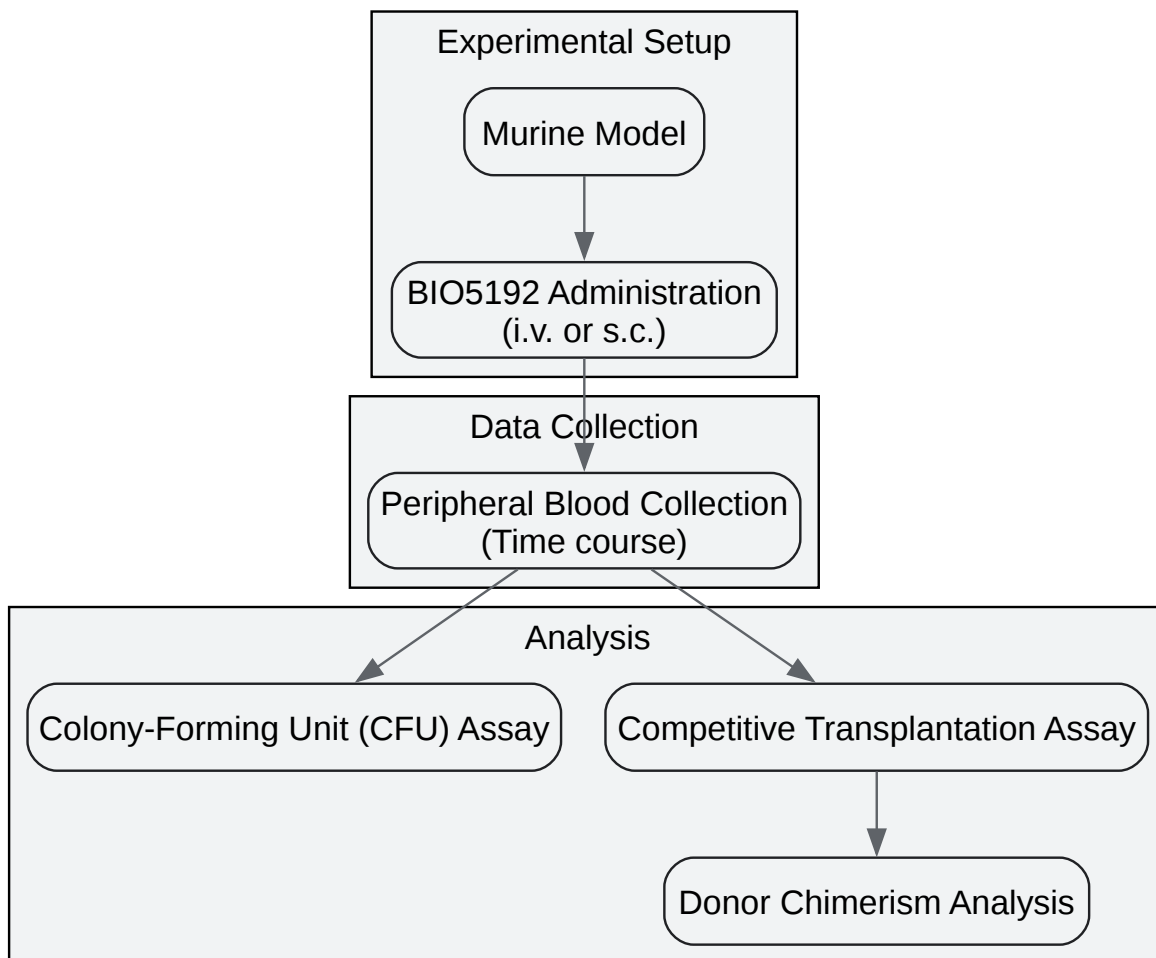 Experimental Setup
Murine Model
BIO5192 Administration
(i.v. or s.c.)
Data Collection
Peripheral Blood Collection
(Time course)
Analysis
Colony-Forming Unit (CFU) Assay
Competitive Transplantation Assay
Donor Chimerism Analysis